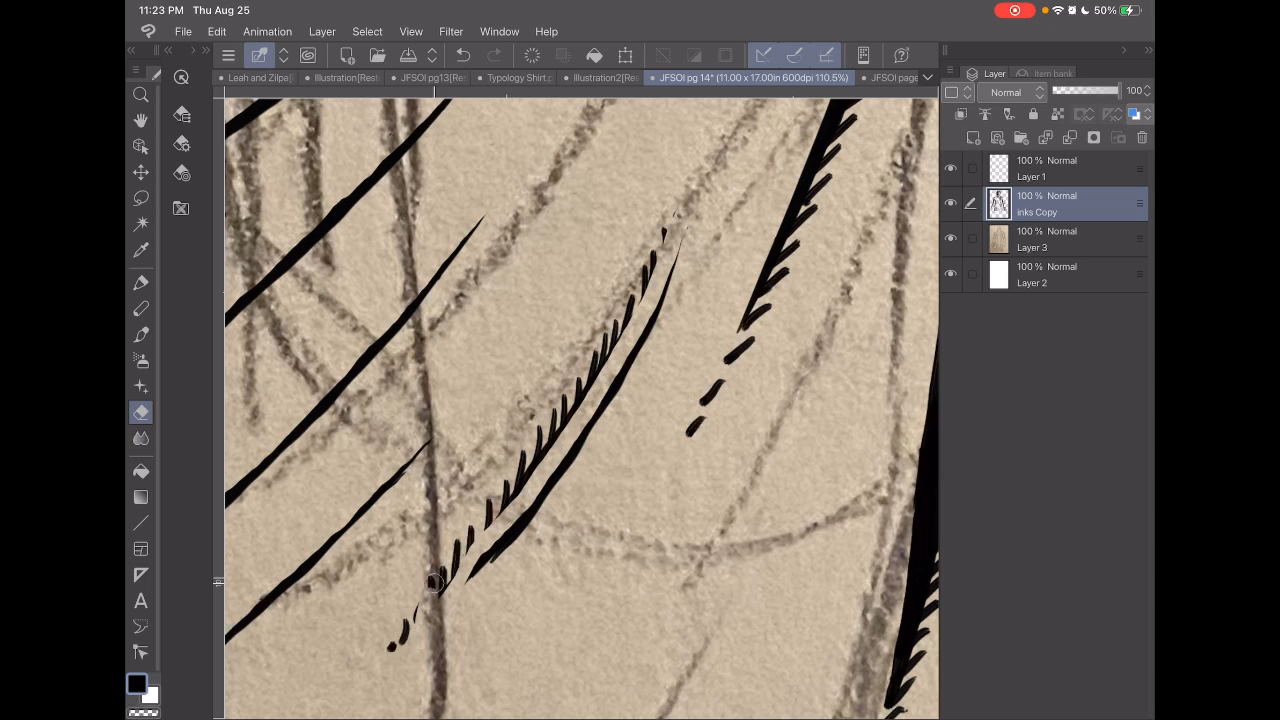 11:23 PM Thu Aug 25
50%
File Edit Animation Layer Select View Filter Window Help
Leah and Zilpa[ Illustration[Rest JFSOI pg13[Re: Typology Shirt.c Illustration2[Res JFSOI pg 14* (11.00 x 17.00in 600dpi 110.5%) JFSOI page
Layer Item bank
Normal 100
100 % Normal
Layer 1
100 % Normal
inks Copy
100 % Normal
Layer 3
100 % Normal
Layer 2